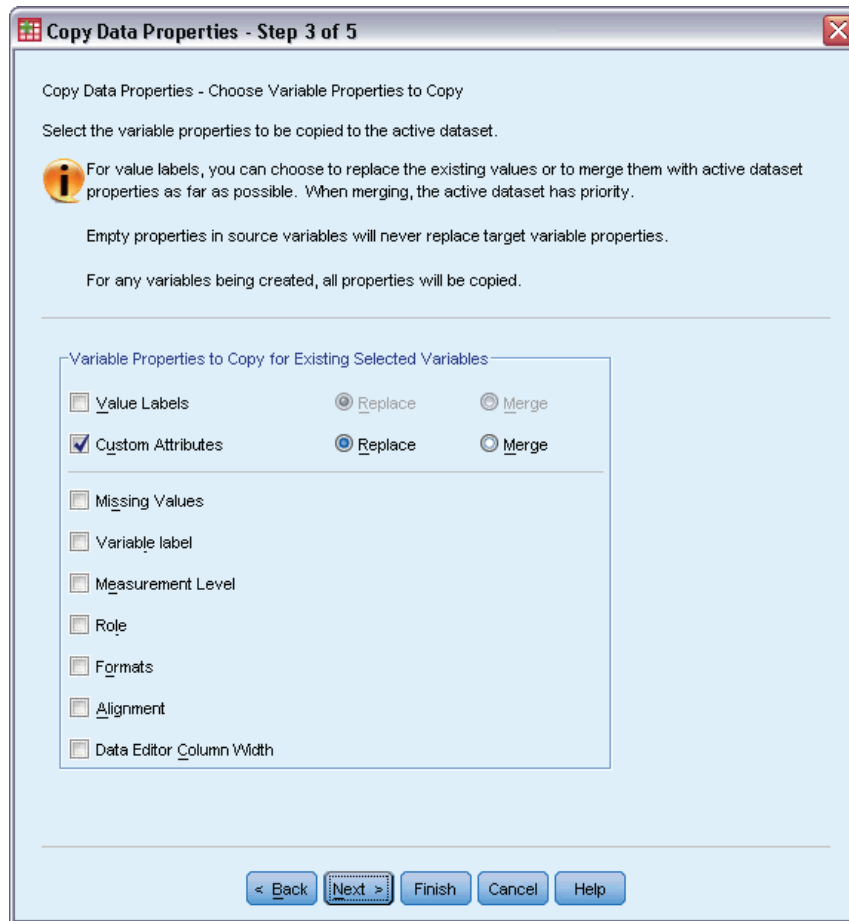 Copy Data Properties - Step 3 of 5
Copy Data Properties - Choose Variable Properties to Copy
Select the variable properties to be copied to the active dataset.
For value labels, you can choose to replace the existing values or to merge them with active dataset
properties as far as possible. When merging, the active dataset has priority.
Empty properties in source variables will never replace target variable properties.
For any variables being created, all properties will be copied.
Variable Properties to Copy for Existing Selected Variables
Value Labels Replace Merge
Custom Attributes Replace Merge
Missing Values
Variable label
Measurement Level
Role
Formats
Alignment
Data Editor Column Width
< Back Next > Finish Cancel Help